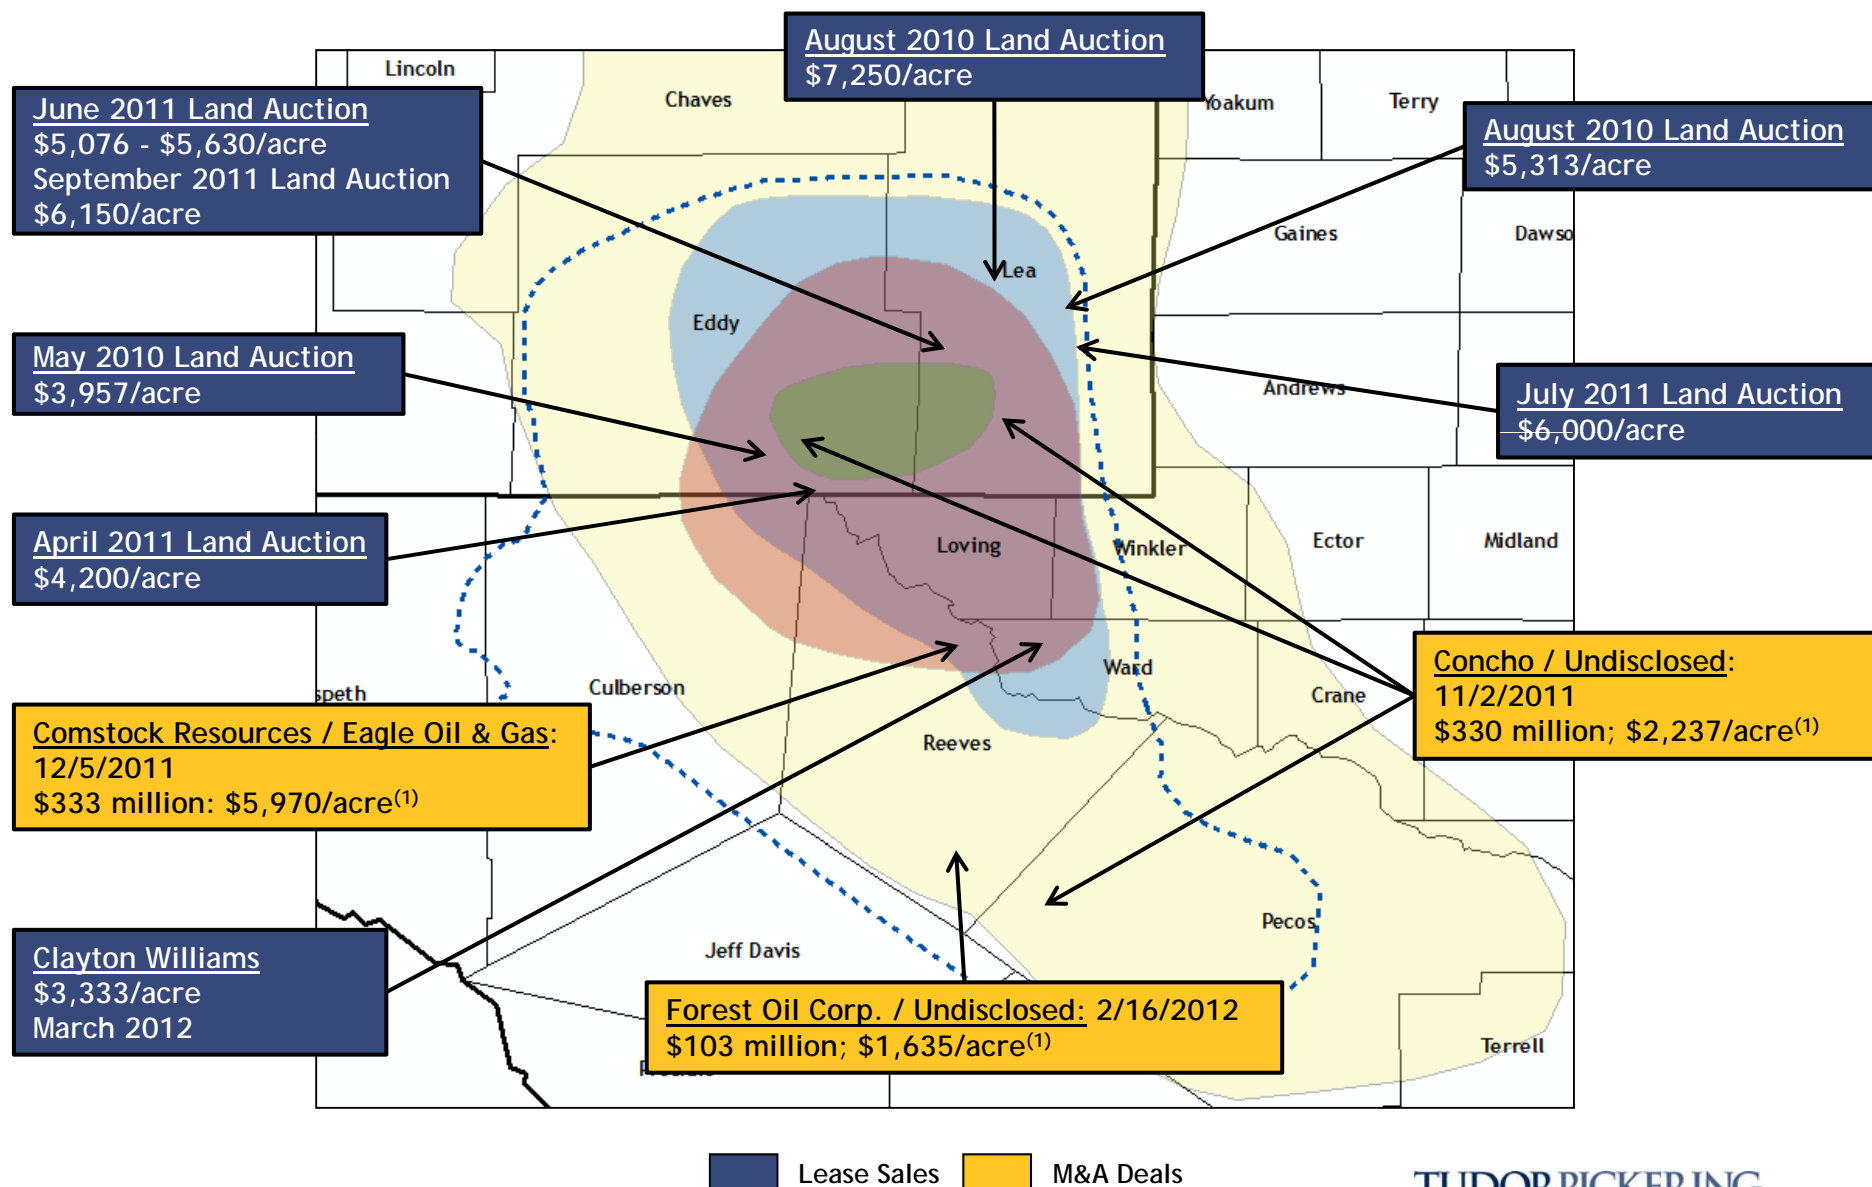 August 2010 Land Auction
$7,250/acre
Lincoln
Chaves
Yoakum
Terry
June 2011 Land Auction
$5,076 - $5,630/acre
September 2011 Land Auction
$6,150/acre
August 2010 Land Auction
$5,313/acre
Gaines
Dawso
Lea
Eddy
May 2010 Land Auction
$3,957/acre
Andrews
July 2011 Land Auction
$6,000/acre
April 2011 Land Auction
$4,200/acre
Loving
Winkler
Ector
Midland
speth
Culberson
Ward
Crane
Concho / Undisclosed:
11/2/2011
$330 million; $2,237/acre(1)
Comstock Resources / Eagle Oil & Gas:
12/5/2011
$333 million: $5,970/acre(1)
Reeves
Pecos
Jeff Davis
Clayton Williams
$3,333/acre
March 2012
Forest Oil Corp. / Undisclosed: 2/16/2012
$103 million; $1,635/acre(1)
Terrell
Lease Sales
M&A Deals
TUDOR PICKERING